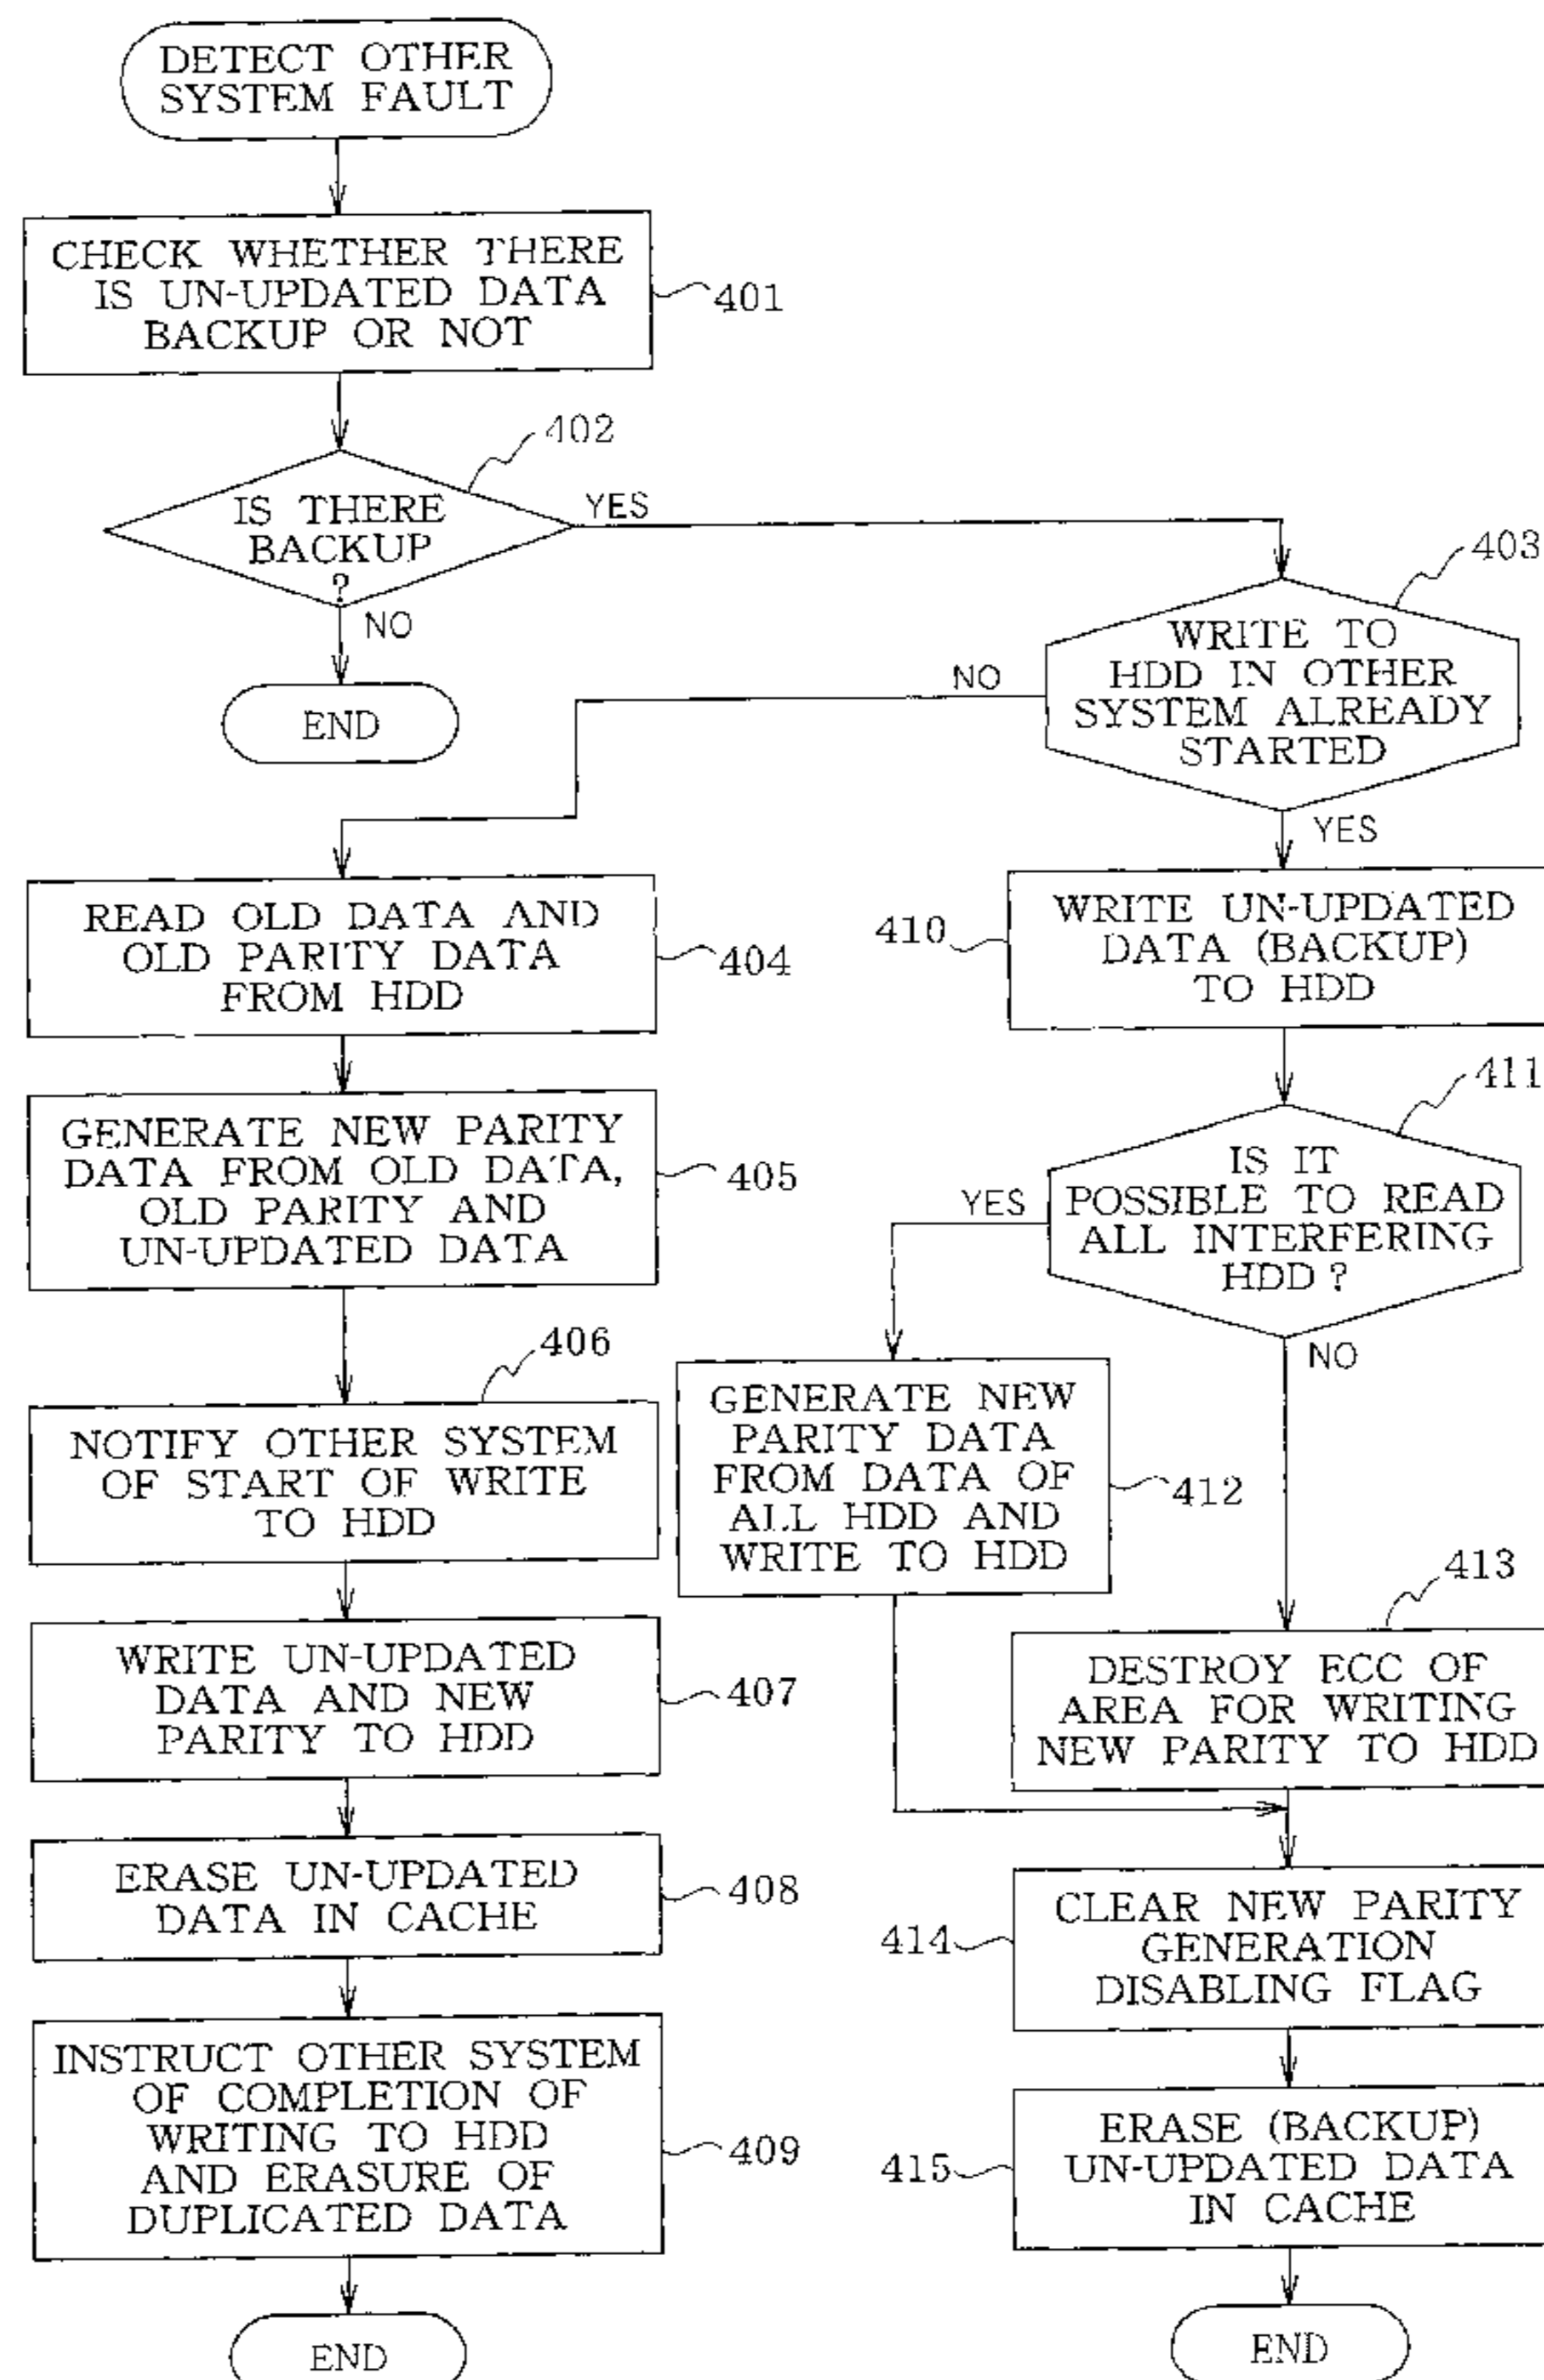 DETECT OTHER
SYSTEM FAULT
CHECK WHETHER THERE
IS UN-UPDATED DATA
BACKUP OR NOT
401
402
IS THERE
BACKUP
?
YES
NO
END
403
WRITE TO
HDD IN OTHER
SYSTEM ALREADY
STARTED
NO
YES
READ OLD DATA AND
OLD PARITY DATA
FROM HDD
404
GENERATE NEW PARITY
DATA FROM OLD DATA,
OLD PARITY AND
UN-UPDATED DATA
405
406
NOTIFY OTHER SYSTEM
OF START OF WRITE
TO HDD
WRITE UN-UPDATED
DATA AND NEW
PARITY TO HDD
407
ERASE UN-UPDATED
DATA IN CACHE
408
INSTRUCT OTHER SYSTEM
OF COMPLETION OF
WRITING TO HDD
AND ERASURE OF
DUPLICATED DATA
409
END
410
WRITE UN-UPDATED
DATA (BACKUP)
TO HDD
411
IS IT
POSSIBLE TO READ
ALL INTERFERING
HDD ?
YES
NO
GENERATE NEW
PARITY DATA
FROM DATA OF
ALL HDD AND
WRITE TO HDD
412
413
DESTROY ECC OF
AREA FOR WRITING
NEW PARITY TO HDD
414
CLEAR NEW PARITY
GENERATION
DISABLING FLAG
415
ERASE (BACKUP)
UN-UPDATED DATA
IN CACHE
END